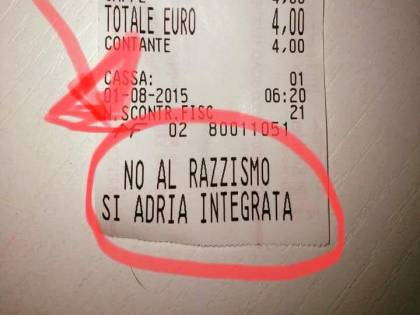 TOTALE EURO 4,00
CONTANTE 4,00
CASSA: 01
01-08-2015 06:20
N.SCONTR.FISC 21
02 80011051
NO AL RAZZISMO
SI ADRIA INTEGRATA